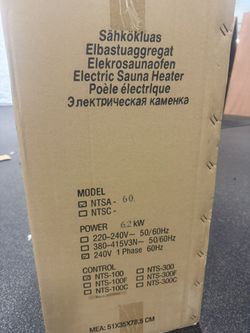 Sähkökiuas
Elbastuaggregat
Elekrosaunaofen
Electric Sauna Heater
Poèle électrique
Электрическая каменка
MODEL
☑ NTSA- 60
☐ NTSC-
POWER 6.2 kW
☐ 220-240V~ 50/60Hz
☐ 380-415V3N~ 50/60Hz
☑ 240V 1 Phase 60Hz
CONTROL
☑ NTS-100 ☐ NTS-300
☐ NTS-100F ☐ NTS-300F
☐ NTS-100C ☐ NTS-300C
MEA: 51X35X78.5 CM